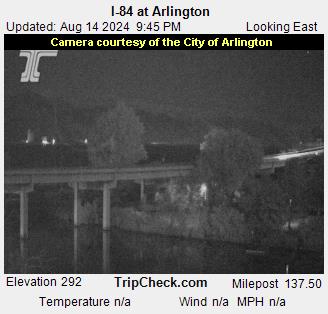 I-84 at Arlington
Updated: Aug 14 2024 9:45 PM Looking East
Camera courtesy of the City of Arlington
Elevation 292 TripCheck.com Milepost 137.50
Temperature n/a Wind n/a MPH n/a